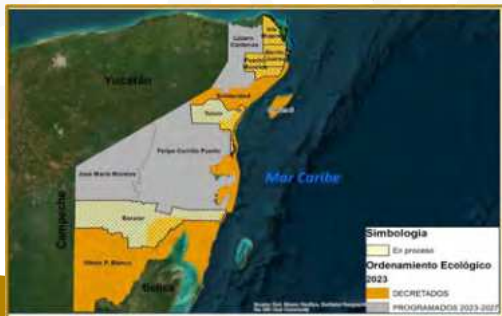 Lázaro
Cárdenas
Isla
Mujeres
Benito
Juárez
Puerto
Morelos
Yucatán
Solidaridad
Tulum
Felipe Carrillo Puerto
José María Morelos
Mar Caribe
Campeche
Bacalar
Othón P. Blanco
Belice
Simbología
En proceso
Ordenamiento Ecológico
2023
DECRETADOS
PROGRAMADOS 2023-2027